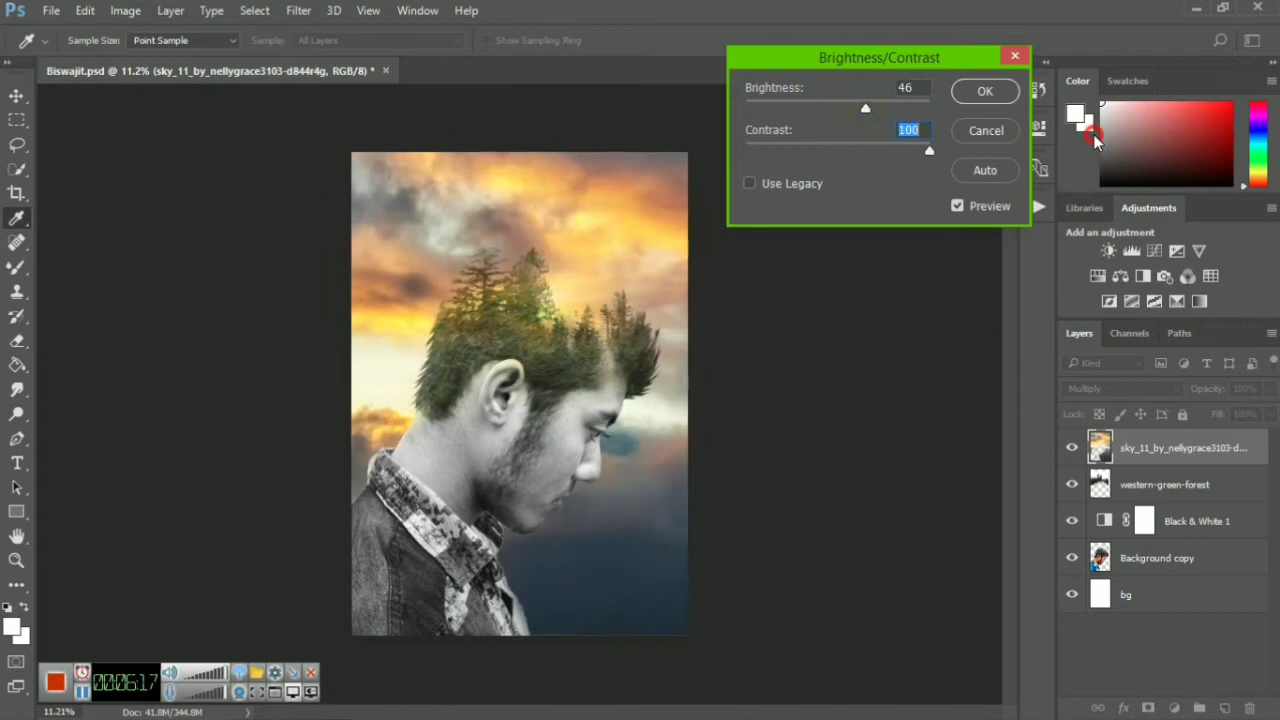 Ps File Edit Image Layer Type Select Filter 3D View Window Help
Sample Size: Point Sample Sample: All Layers Show Sampling Ring
Biswajit.psd @ 11.2% (sky_11_by_nellygrace3103-d844r4g, RGB/8) *
Brightness/Contrast
Brightness: 46
OK
Contrast: 100
Cancel
Auto
Use Legacy
Preview
Color Swatches
Libraries Adjustments
Add an adjustment
Layers Channels Paths
Kind
Multiply Opacity: 100%
Lock: Fill: 100%
sky_11_by_nellygrace3103-d...
western-green-forest
Black & White 1
Background copy
bg
00:06:17
11.21% Doc: 41.8M/344.8M